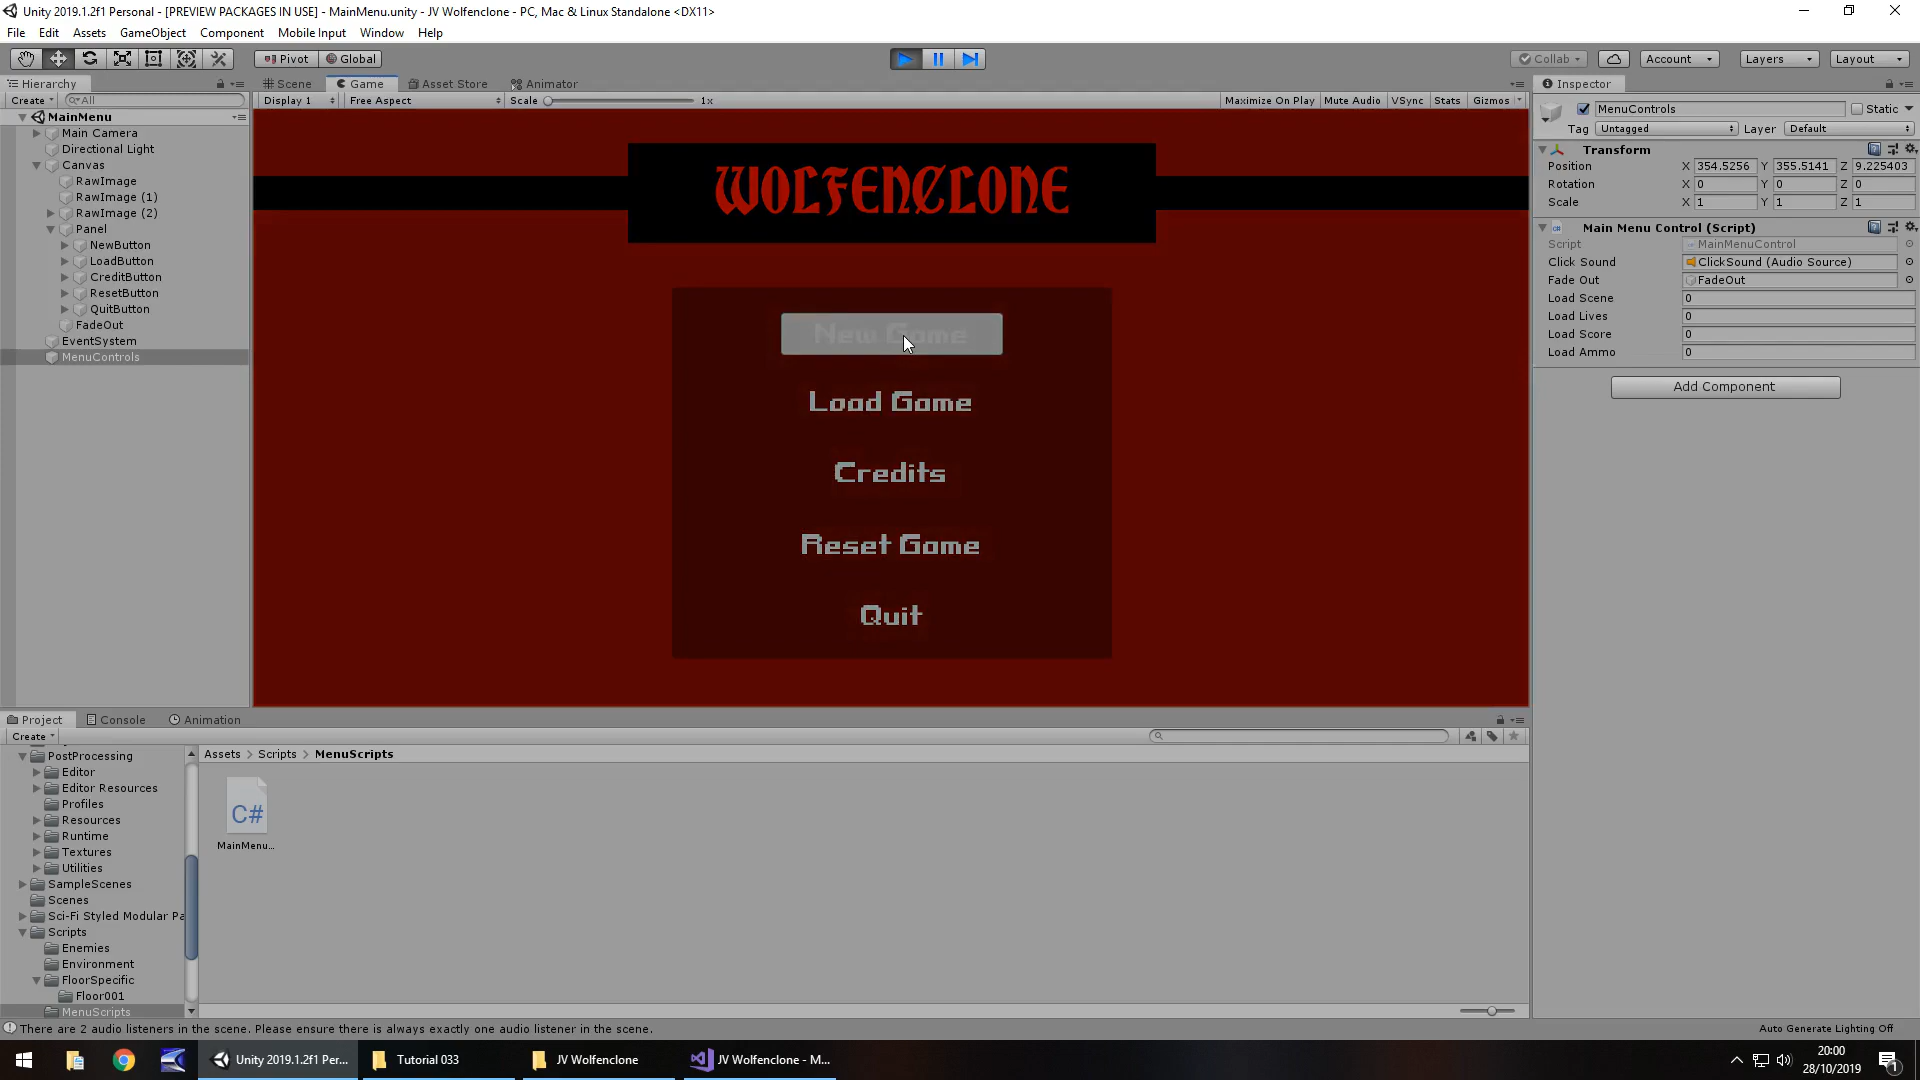 Unity 2019.1.2f1 Personal - [PREVIEW PACKAGES IN USE] - MainMenu.unity - JV Wolfenclone - PC, Mac & Linux Standalone <DX11>
File Edit Assets GameObject Component Mobile Input Window Help
Pivot Global Collab Account Layers Layout
Hierarchy Scene Game Asset Store Animator Inspector
Create All Display 1 Free Aspect Scale 1x Maximize On Play Mute Audio VSync Stats Gizmos
MainMenu
Main Camera
Directional Light
Canvas
RawImage
RawImage (1)
RawImage (2)
Panel
NewButton
LoadButton
CreditButton
ResetButton
QuitButton
FadeOut
EventSystem
MenuControls
WOLFENCLONE
New Game
Load Game
Credits
Reset Game
Quit
MenuControls Static
Tag Untagged Layer Default
Transform
Position X 354.5256 Y 355.5141 Z 9.225403
Rotation X 0 Y 0 Z 0
Scale X 1 Y 1 Z 1
Main Menu Control (Script)
Script MainMenuControl
Click Sound ClickSound (Audio Source)
Fade Out FadeOut
Load Scene 0
Load Lives 0
Load Score 0
Load Ammo 0
Add Component
Project Console Animation
Create
PostProcessing
Editor
Editor Resources
Profiles
Resources
Runtime
Textures
Utilities
SampleScenes
Scenes
Sci-Fi Styled Modular Pa
Scripts
Enemies
Environment
FloorSpecific
Floor001
MenuScripts
Assets > Scripts > MenuScripts
C#
MainMenu...
There are 2 audio listeners in the scene. Please ensure there is always exactly one audio listener in the scene.
Auto Generate Lighting Off
Unity 2019.1.2f1 Per... Tutorial 033 JV Wolfenclone JV Wolfenclone - M...
20:00
28/10/2019
1